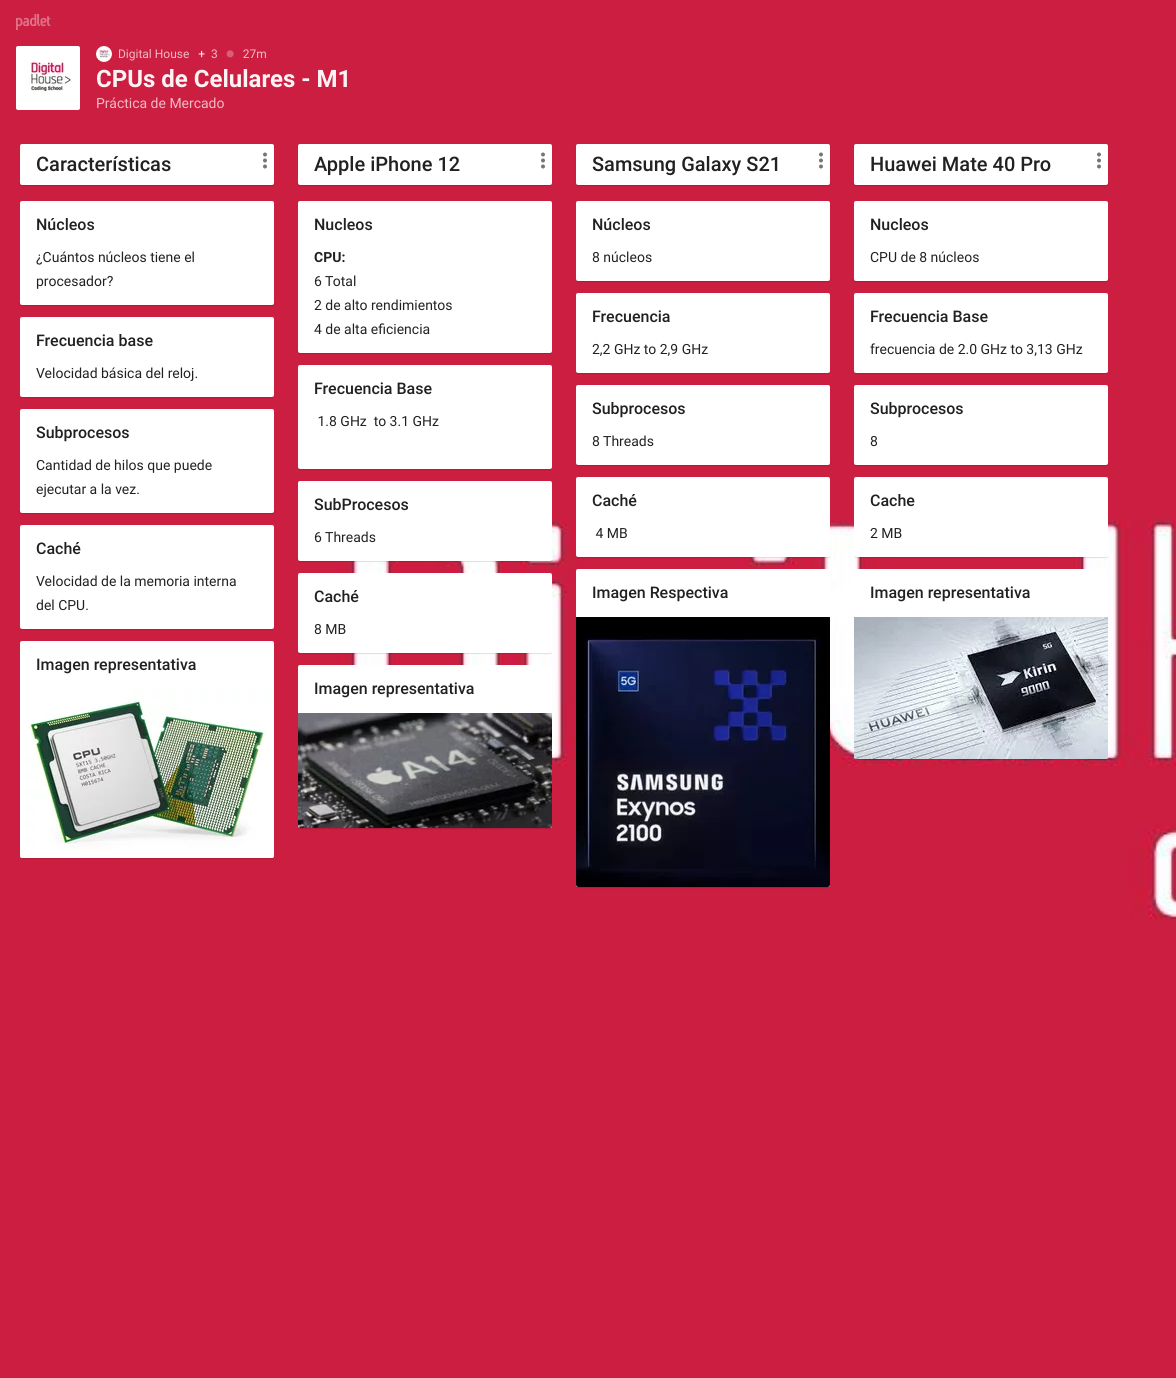 padlet
Digital
House>
Coding School
Digital House + 3 27m
CPUs de Celulares - M1
Práctica de Mercado
Características
Núcleos
¿Cuántos núcleos tiene el
procesador?
Frecuencia base
Velocidad básica del reloj.
Subprocesos
Cantidad de hilos que puede
ejecutar a la vez.
Caché
Velocidad de la memoria interna
del CPU.
Imagen representativa
CPU
SXT15 3.50GHZ
8MB CACHE
COSTA RICA
Apple iPhone 12
Nucleos
CPU:
6 Total
2 de alto rendimientos
4 de alta eficiencia
Frecuencia Base
1.8 GHz to 3.1 GHz
SubProcesos
6 Threads
Caché
8 MB
Imagen representativa
A14
Samsung Galaxy S21
Núcleos
8 núcleos
Frecuencia
2,2 GHz to 2,9 GHz
Subprocesos
8 Threads
Caché
4 MB
Imagen Respectiva
5G
SAMSUNG
Exynos
2100
Huawei Mate 40 Pro
Nucleos
CPU de 8 núcleos
Frecuencia Base
frecuencia de 2.0 GHz to 3,13 GHz
Subprocesos
8
Cache
2 MB
Imagen representativa
5G
Kirin
9000
HUAWEI